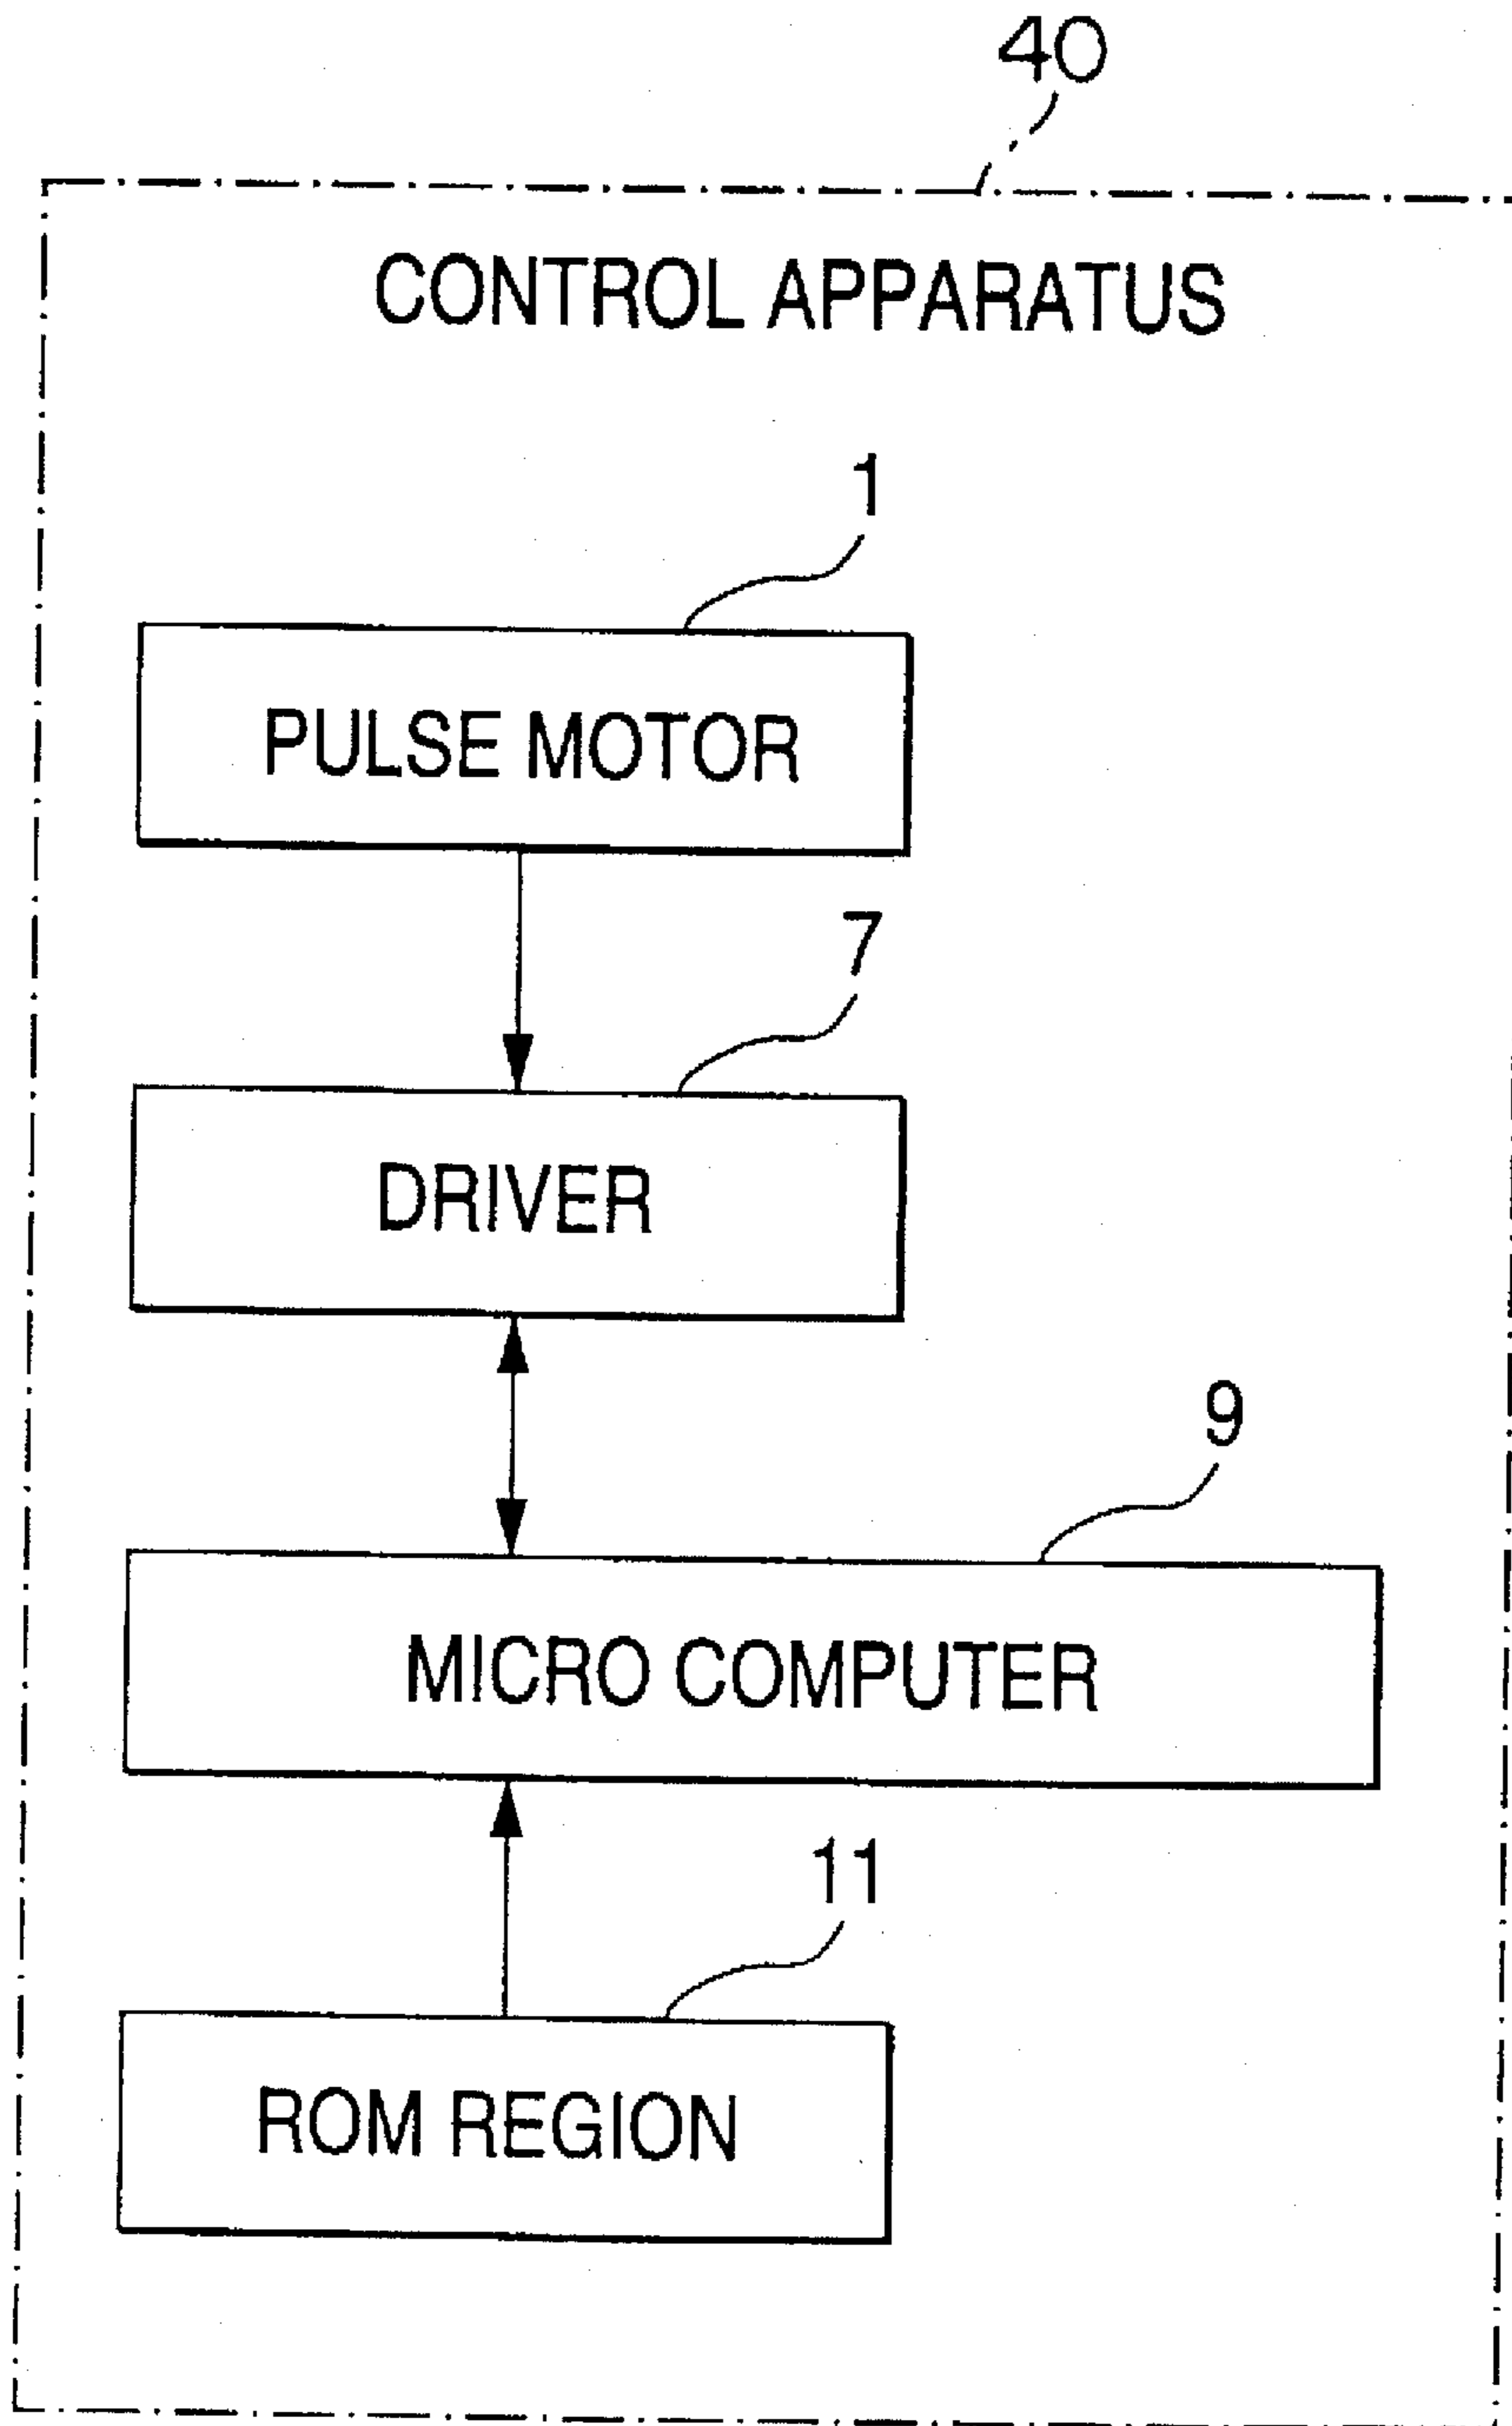 40
CONTROL APPARATUS
1
PULSE MOTOR
7
DRIVER
9
MICRO COMPUTER
11
ROM REGION